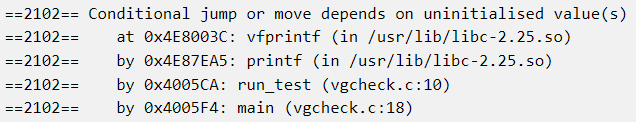 ==2102== Conditional jump or move depends on uninitialised value(s)
==2102==    at 0x4E8003C: vfprintf (in /usr/lib/libc-2.25.so)
==2102==    by 0x4E87EA5: printf (in /usr/lib/libc-2.25.so)
==2102==    by 0x4005CA: run_test (vgcheck.c:10)
==2102==    by 0x4005F4: main (vgcheck.c:18)